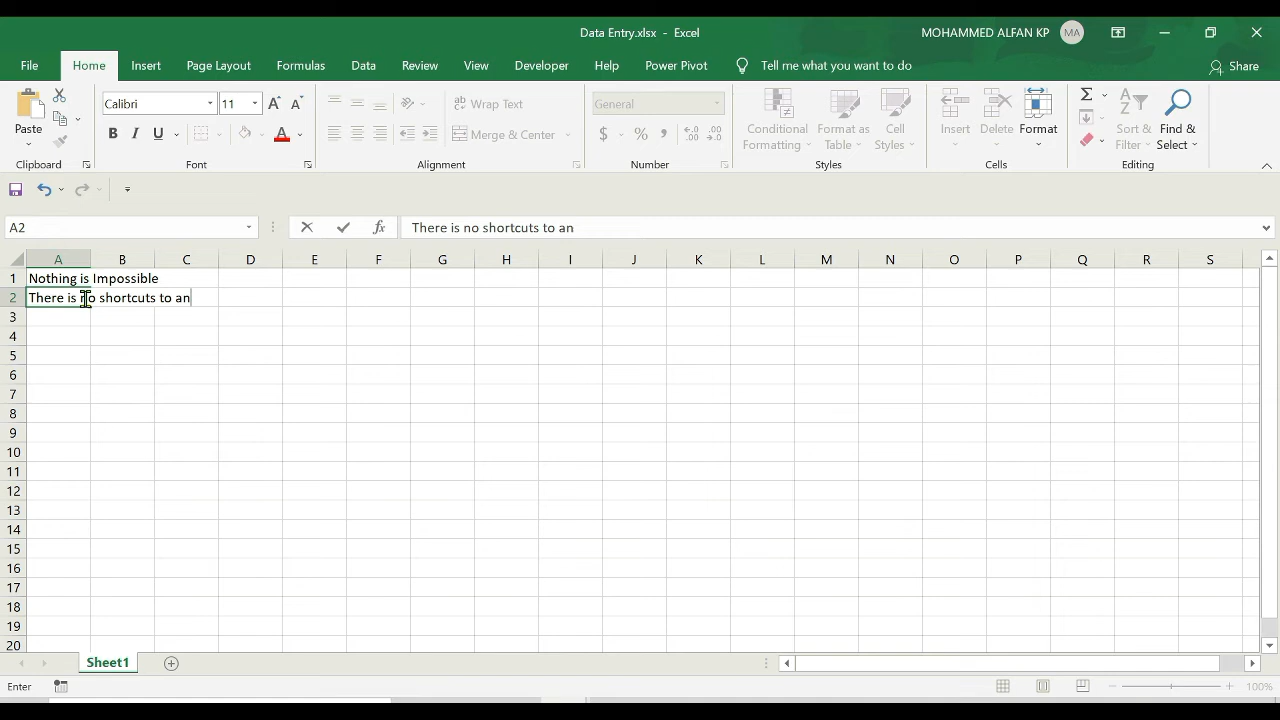 Data Entry.xlsx - Excel
MOHAMMED ALFAN KP MA
File Home Insert Page Layout Formulas Data Review View Developer Help Power Pivot Tell me what you want to do Share
Calibri 11 Wrap Text General
Paste Merge & Center Conditional Formatting Format as Table Cell Styles Insert Delete Format Sort & Filter Find & Select
Clipboard Font Alignment Number Styles Cells Editing
A2 fx There is no shortcuts to an
A B C D E F G H I J K L M N O P Q R S
1 Nothing is Impossible
2 There is no shortcuts to an
3
4
5
6
7
8
9
10
11
12
13
14
15
16
17
18
19
20
Sheet1
Enter 100%